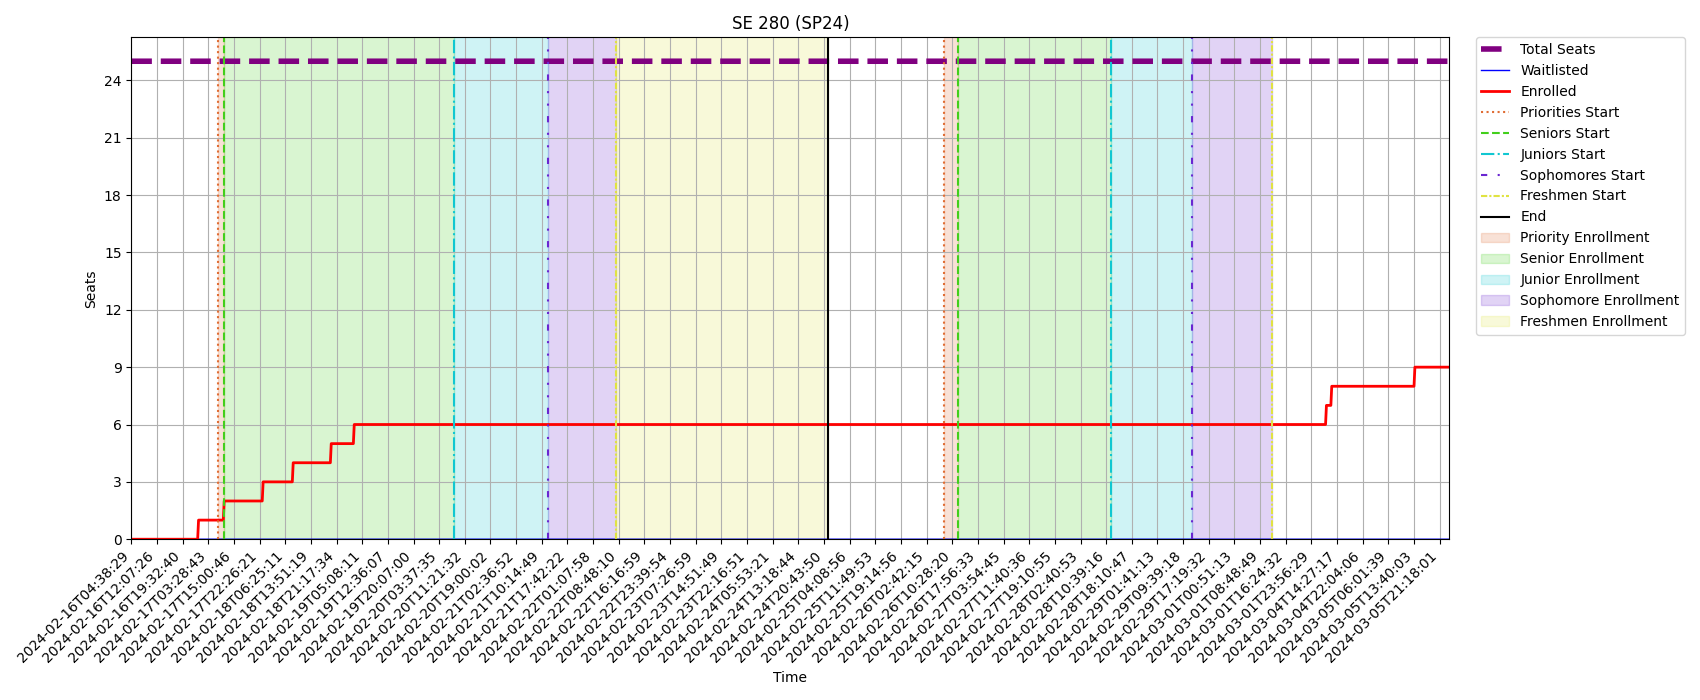 SE 280 (SP24)
Seats
24
21
18
15
12
9
6
3
0
2024-02-16T04:38:29
2024-02-16T12:07:26
2024-02-16T19:32:40
2024-02-17T03:28:43
2024-02-17T15:00:46
2024-02-17T22:26:21
2024-02-18T06:25:11
2024-02-18T13:51:19
2024-02-18T21:17:34
2024-02-19T05:08:11
2024-02-19T12:36:07
2024-02-19T20:07:00
2024-02-20T03:37:35
2024-02-20T11:21:32
2024-02-20T19:00:02
2024-02-21T02:36:52
2024-02-21T10:14:49
2024-02-21T17:42:22
2024-02-22T01:07:58
2024-02-22T08:48:10
2024-02-22T16:16:59
2024-02-22T23:39:54
2024-02-23T07:26:59
2024-02-23T14:51:49
2024-02-23T22:16:51
2024-02-24T05:53:21
2024-02-24T13:18:44
2024-02-24T20:43:50
2024-02-25T04:08:56
2024-02-25T11:49:53
2024-02-25T19:14:56
2024-02-26T02:42:15
2024-02-26T10:28:20
2024-02-26T17:56:33
2024-02-27T03:54:45
2024-02-27T11:40:36
2024-02-27T19:10:55
2024-02-28T02:40:53
2024-02-28T10:39:16
2024-02-28T18:10:47
2024-02-29T01:41:13
2024-02-29T09:39:18
2024-02-29T17:19:32
2024-03-01T00:51:13
2024-03-01T08:48:49
2024-03-01T16:24:32
2024-03-01T23:56:29
2024-03-04T14:27:17
2024-03-04T22:04:06
2024-03-05T06:01:39
2024-03-05T13:40:03
2024-03-05T21:18:01
Time
Total Seats
Waitlisted
Enrolled
Priorities Start
Seniors Start
Juniors Start
Sophomores Start
Freshmen Start
End
Priority Enrollment
Senior Enrollment
Junior Enrollment
Sophomore Enrollment
Freshmen Enrollment